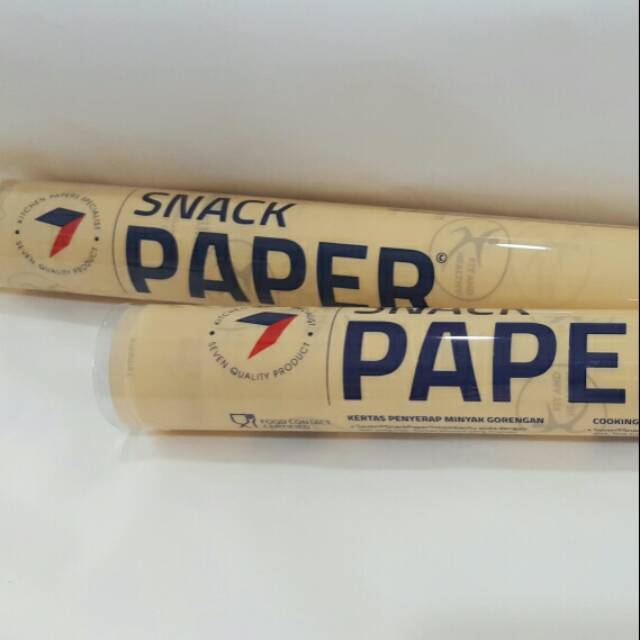 KITCHEN PAPERS SPECIALIST
SEVEN QUALITY PRODUCT
SNACK
PAPER©
SEVEN QUALITY PRODUCT
SNACK
PAPE
FOOD CONTACT
CERTIFIED
KERTAS PENYERAP MINYAK GORENGAN
COOKING